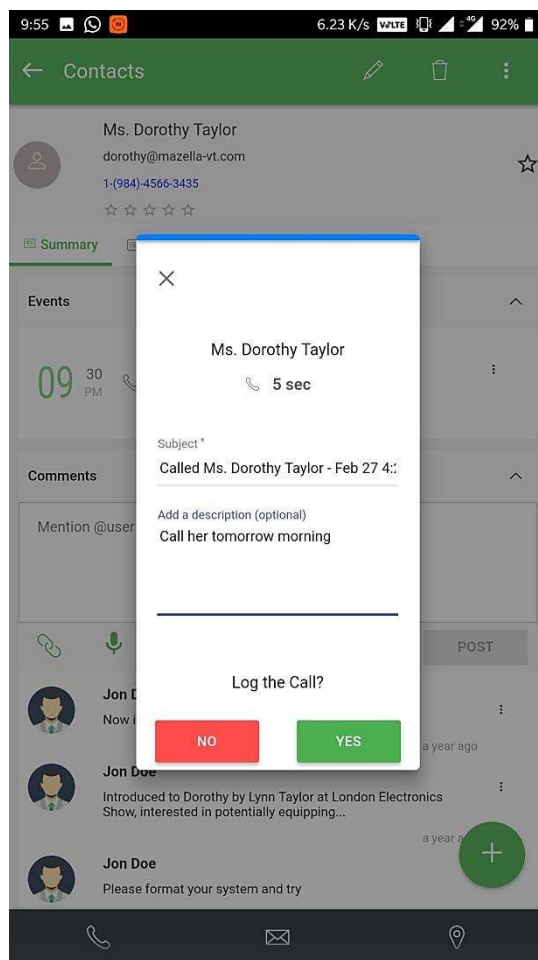 9:55 6.23 K/s VoLTE 4G 92%
Contacts
Ms. Dorothy Taylor
dorothy@mazella-vt.com
1-(984)-4566-3435
Summary
Events
Ms. Dorothy Taylor
09 30
PM
5 sec
Subject *
Called Ms. Dorothy Taylor - Feb 27 4:
Comments
Mention @user
Add a description (optional)
Call her tomorrow morning
POST
Log the Call?
NO YES
Jon
Now
a year ago
Jon Doe
Introduced to Dorothy by Lynn Taylor at London Electronics
Show, interested in potentially equipping...
a year
Jon Doe
Please format your system and try